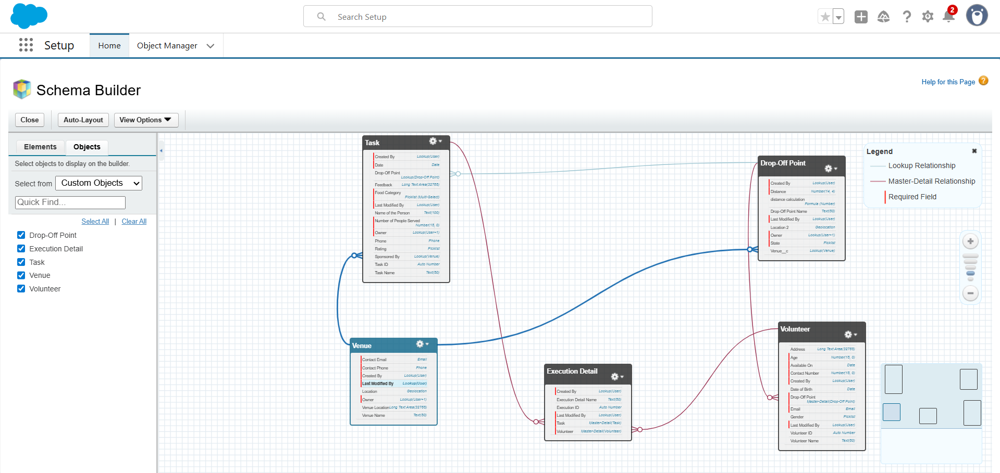 Search Setup
2
Setup
Home
Object Manager
Schema Builder
Help for this Page ?
Close
Auto-Layout
View Options
Elements
Objects
Select objects to display on the builder.
Select from Custom Objects
Quick Find...
Select All | Clear All
Drop-Off Point
Execution Detail
Task
Venue
Volunteer
Task
Created By Lookup(User)
Date Date
Drop-Off Point
Lookup(Drop-Off Point)
Feedback Long Text Area(32768)
Food Category
Picklist (Multi-Select)
Last Modified By Lookup(User)
Name of the Person Text(100)
Number of People Served
Number(18, 0)
Owner Lookup(User+1)
Phone Phone
Rating Picklist
Sponsored By Lookup(Venue)
Task ID Auto Number
Task Name Text(80)
Drop-Off Point
Created By Lookup(User)
Distance Number(14, 4)
distance calculation
Formula (Number)
Drop-Off Point Name Text(80)
Last Modified By Lookup(User)
Location 2 Geolocation
Owner Lookup(User+1)
State Picklist
Venue__c Lookup(Venue)
Legend
Lookup Relationship
Master-Detail Relationship
Required Field
Venue
Contact Email Email
Contact Phone Phone
Created By Lookup(User)
Last Modified By Lookup(User)
Location Geolocation
Owner Lookup(User+1)
Venue Location Long Text Area(32768)
Venue Name Text(80)
Execution Detail
Created By Lookup(User)
Execution Detail Name Text(80)
Execution ID Auto Number
Last Modified By Lookup(User)
Task Master-Detail(Task)
Volunteer Master-Detail(Volunteer)
Volunteer
Address Long Text Area(32768)
Age Number(18, 0)
Available On Date
Contact Number Number(18, 0)
Created By Lookup(User)
Date of Birth Date
Drop-Off Point
Master-Detail(Drop-Off Point)
Email Email
Gender Picklist
Last Modified By Lookup(User)
Volunteer ID Auto Number
Volunteer Name Text(80)